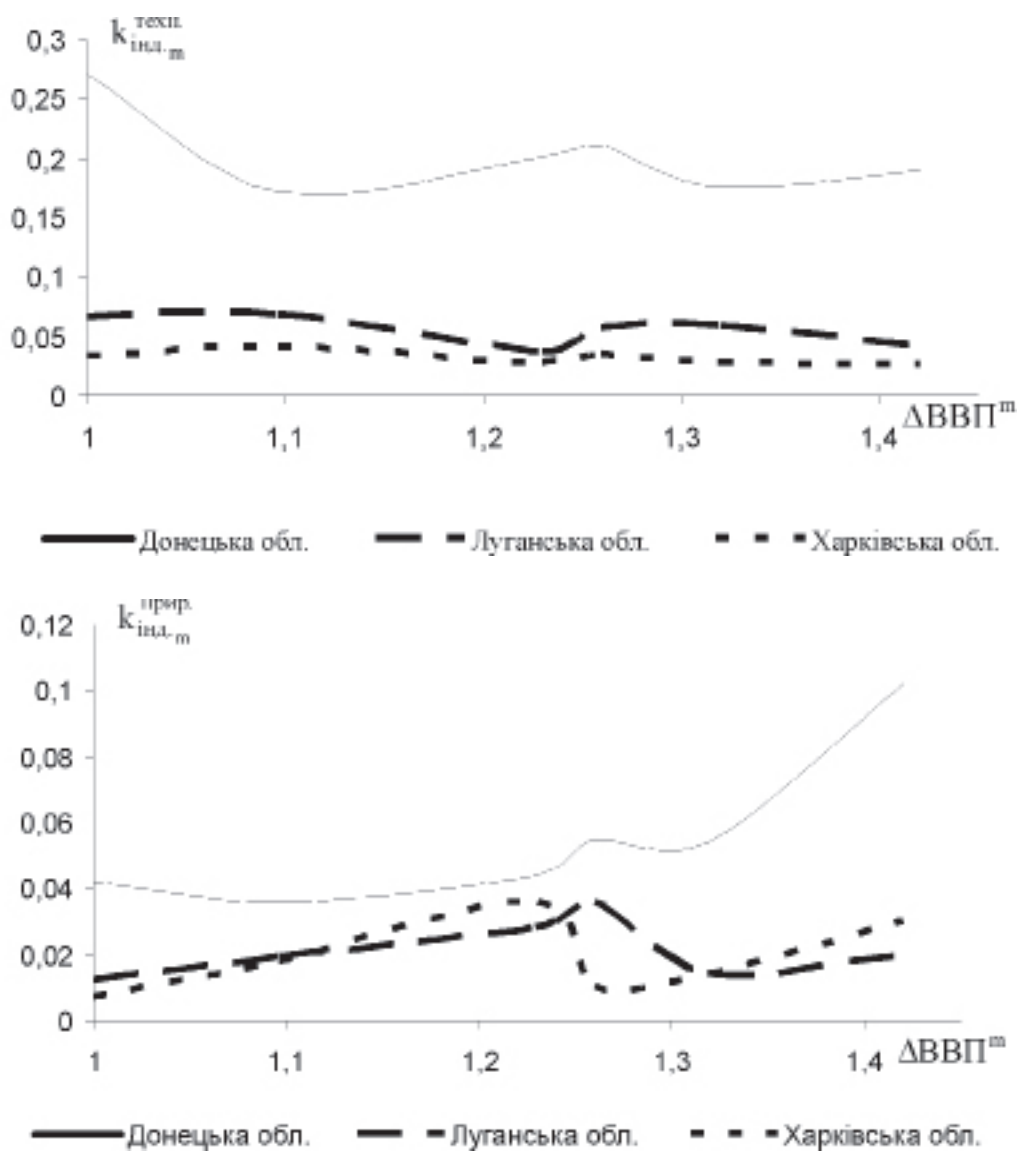 k інд.m техн.
0,3
0,25
0,2
0,15
0,1
0,05
0
1 1,1 1,2 1,3 1,4 ΔВВП^m
Донецька обл. Луганська обл. Харківська обл.
k інд.m прир.
0,12
0,1
0,08
0,06
0,04
0,02
0
1 1,1 1,2 1,3 1,4 ΔВВП^m
Донецька обл. Луганська обл. Харківська обл.